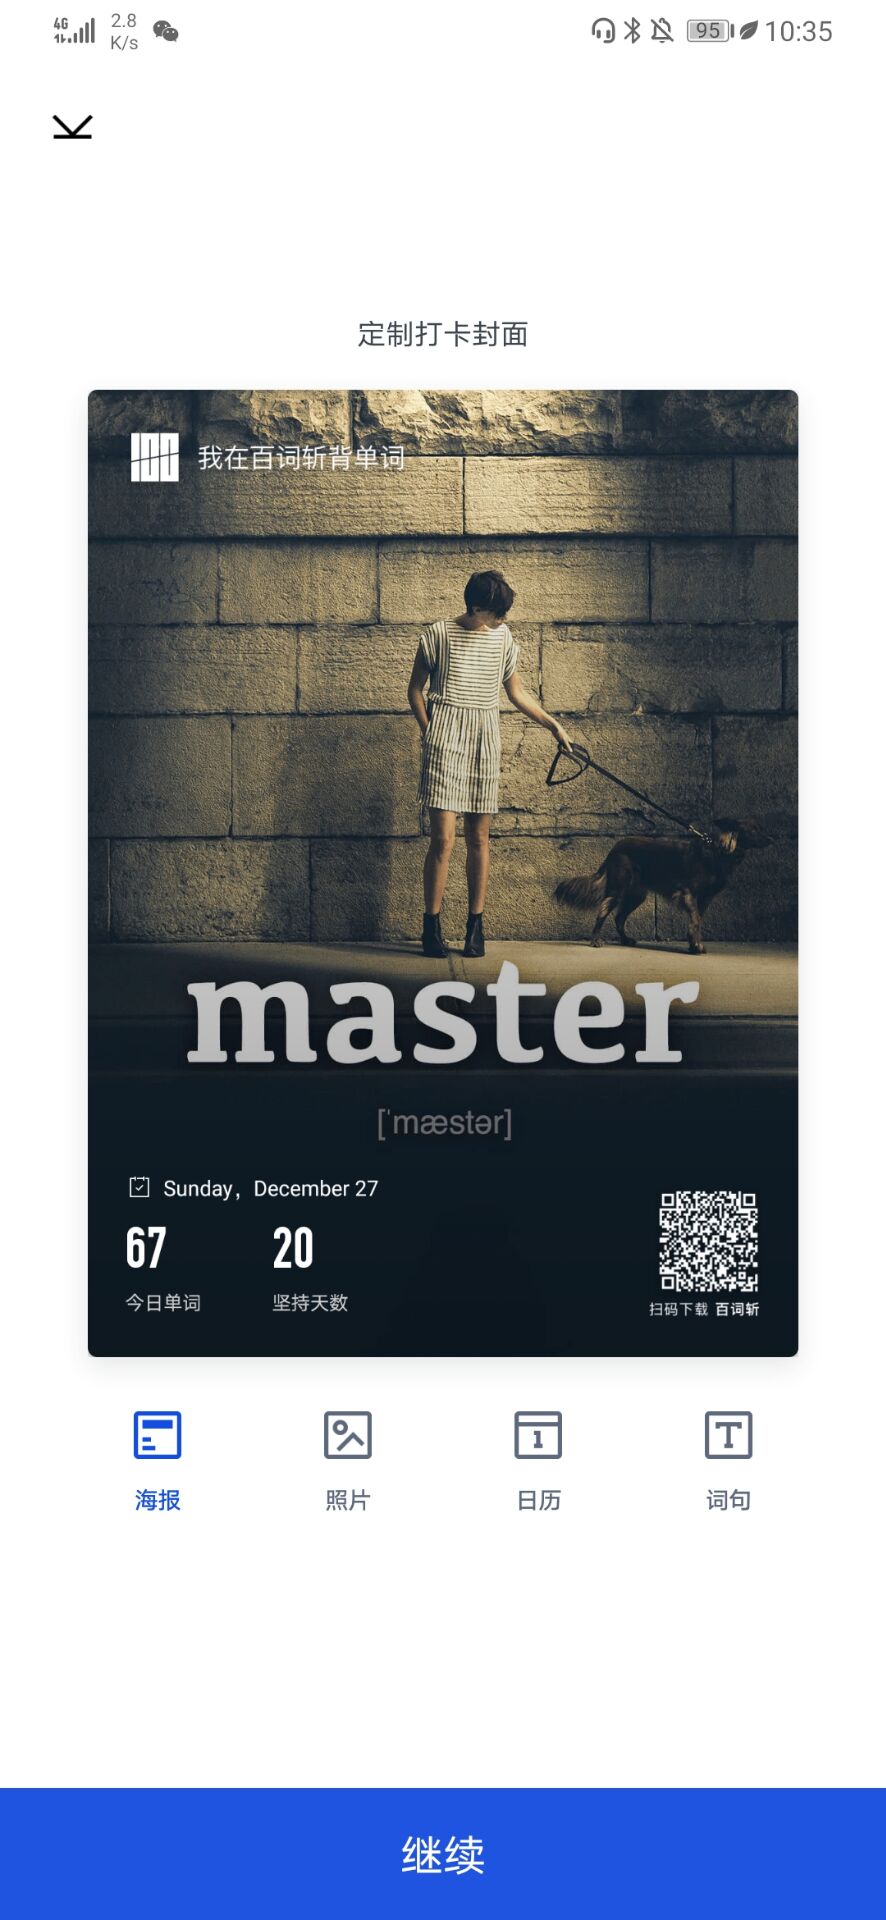 4G 2.8 K/s 95 10:35
定制打卡封面
我在百词斩背单词
master
[ˈmæstər]
Sunday，December 27
67 20
今日单词 坚持天数
扫码下载 百词斩
海报 照片 日历 词句
继续